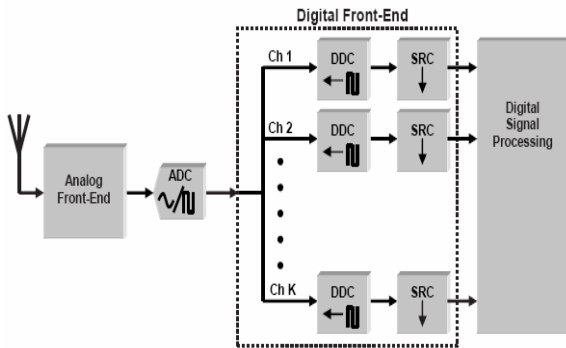 Digital Front-End
Ch 1
DDC
SRC
Ch 2
DDC
SRC
Digital
Signal
Processing
Analog
Front-End
ADC
Ch K
DDC
SRC